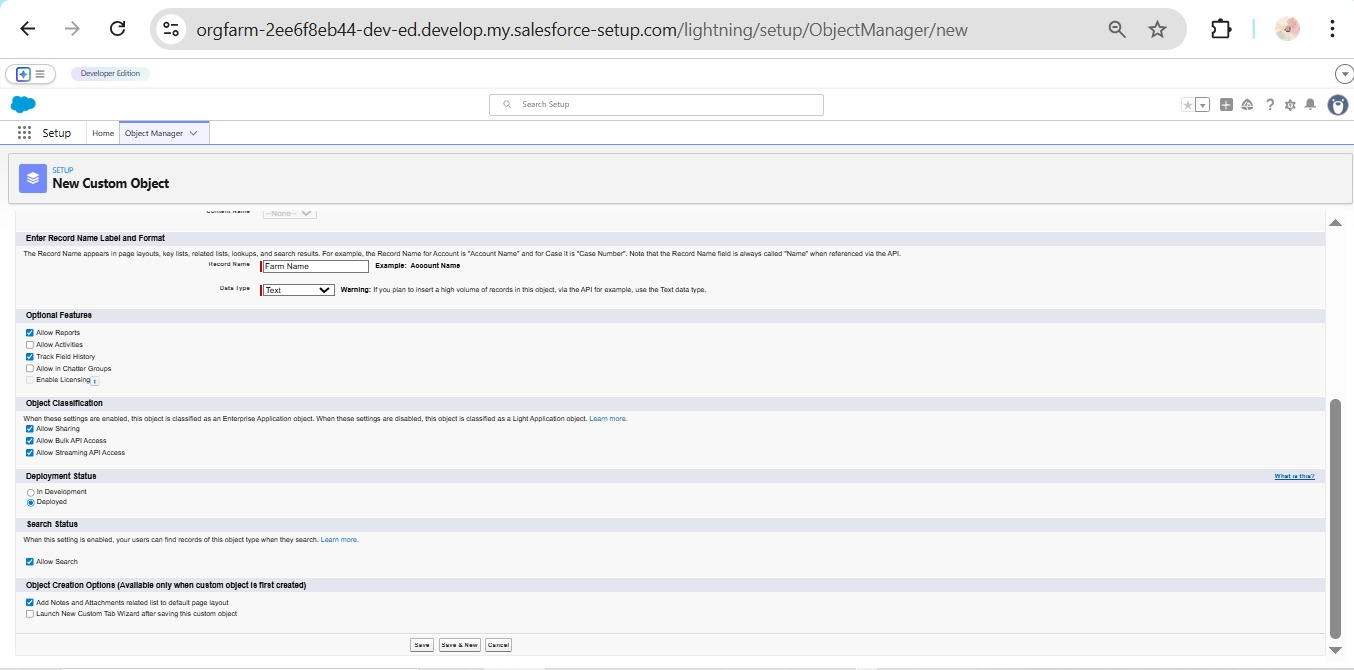 orgfarm-2ee6f8eb44-dev-ed.develop.my.salesforce-setup.com/lightning/setup/ObjectManager/new
Developer Edition
Search Setup
Setup Home Object Manager
SETUP
New Custom Object
Content Name --None--
Enter Record Name Label and Format
The Record Name appears in page layouts, key lists, related lists, lookups, and search results. For example, the Record Name for Account is "Account Name" and for Case it is "Case Number". Note that the Record Name field is always called "Name" when referenced via the API.
Record Name Farm Name Example: Account Name
Data Type Text Warning: If you plan to insert a high volume of records in this object, via the API for example, use the Text data type.
Optional Features
Allow Reports
Allow Activities
Track Field History
Allow in Chatter Groups
Enable Licensing i
Object Classification
When these settings are enabled, this object is classified as an Enterprise Application object. When these settings are disabled, this object is classified as a Light Application object. Learn more.
Allow Sharing
Allow Bulk API Access
Allow Streaming API Access
Deployment Status What is this?
In Development
Deployed
Search Status
When this setting is enabled, your users can find records of this object type when they search. Learn more.
Allow Search
Object Creation Options (Available only when custom object is first created)
Add Notes and Attachments related list to default page layout
Launch New Custom Tab Wizard after saving this custom object
Save Save & New Cancel